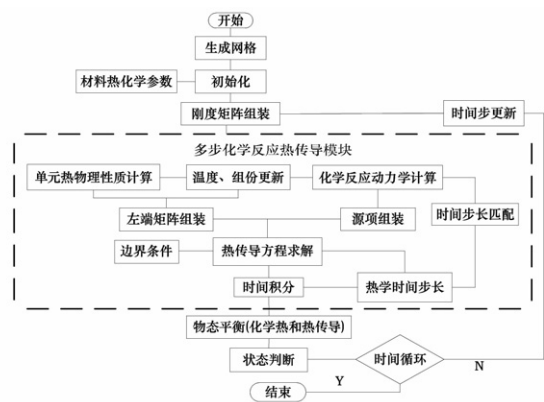 开始
生成网格
材料热化学参数
初始化
刚度矩阵组装
时间步更新
多步化学反应热传导模块
单元热物理性质计算
温度、组份更新
化学反应动力学计算
左端矩阵组装
源项组装
时间步长匹配
边界条件
热传导方程求解
时间积分
热学时间步长
物态平衡(化学热和热传导)
状态判断
时间循环
N
Y
结束